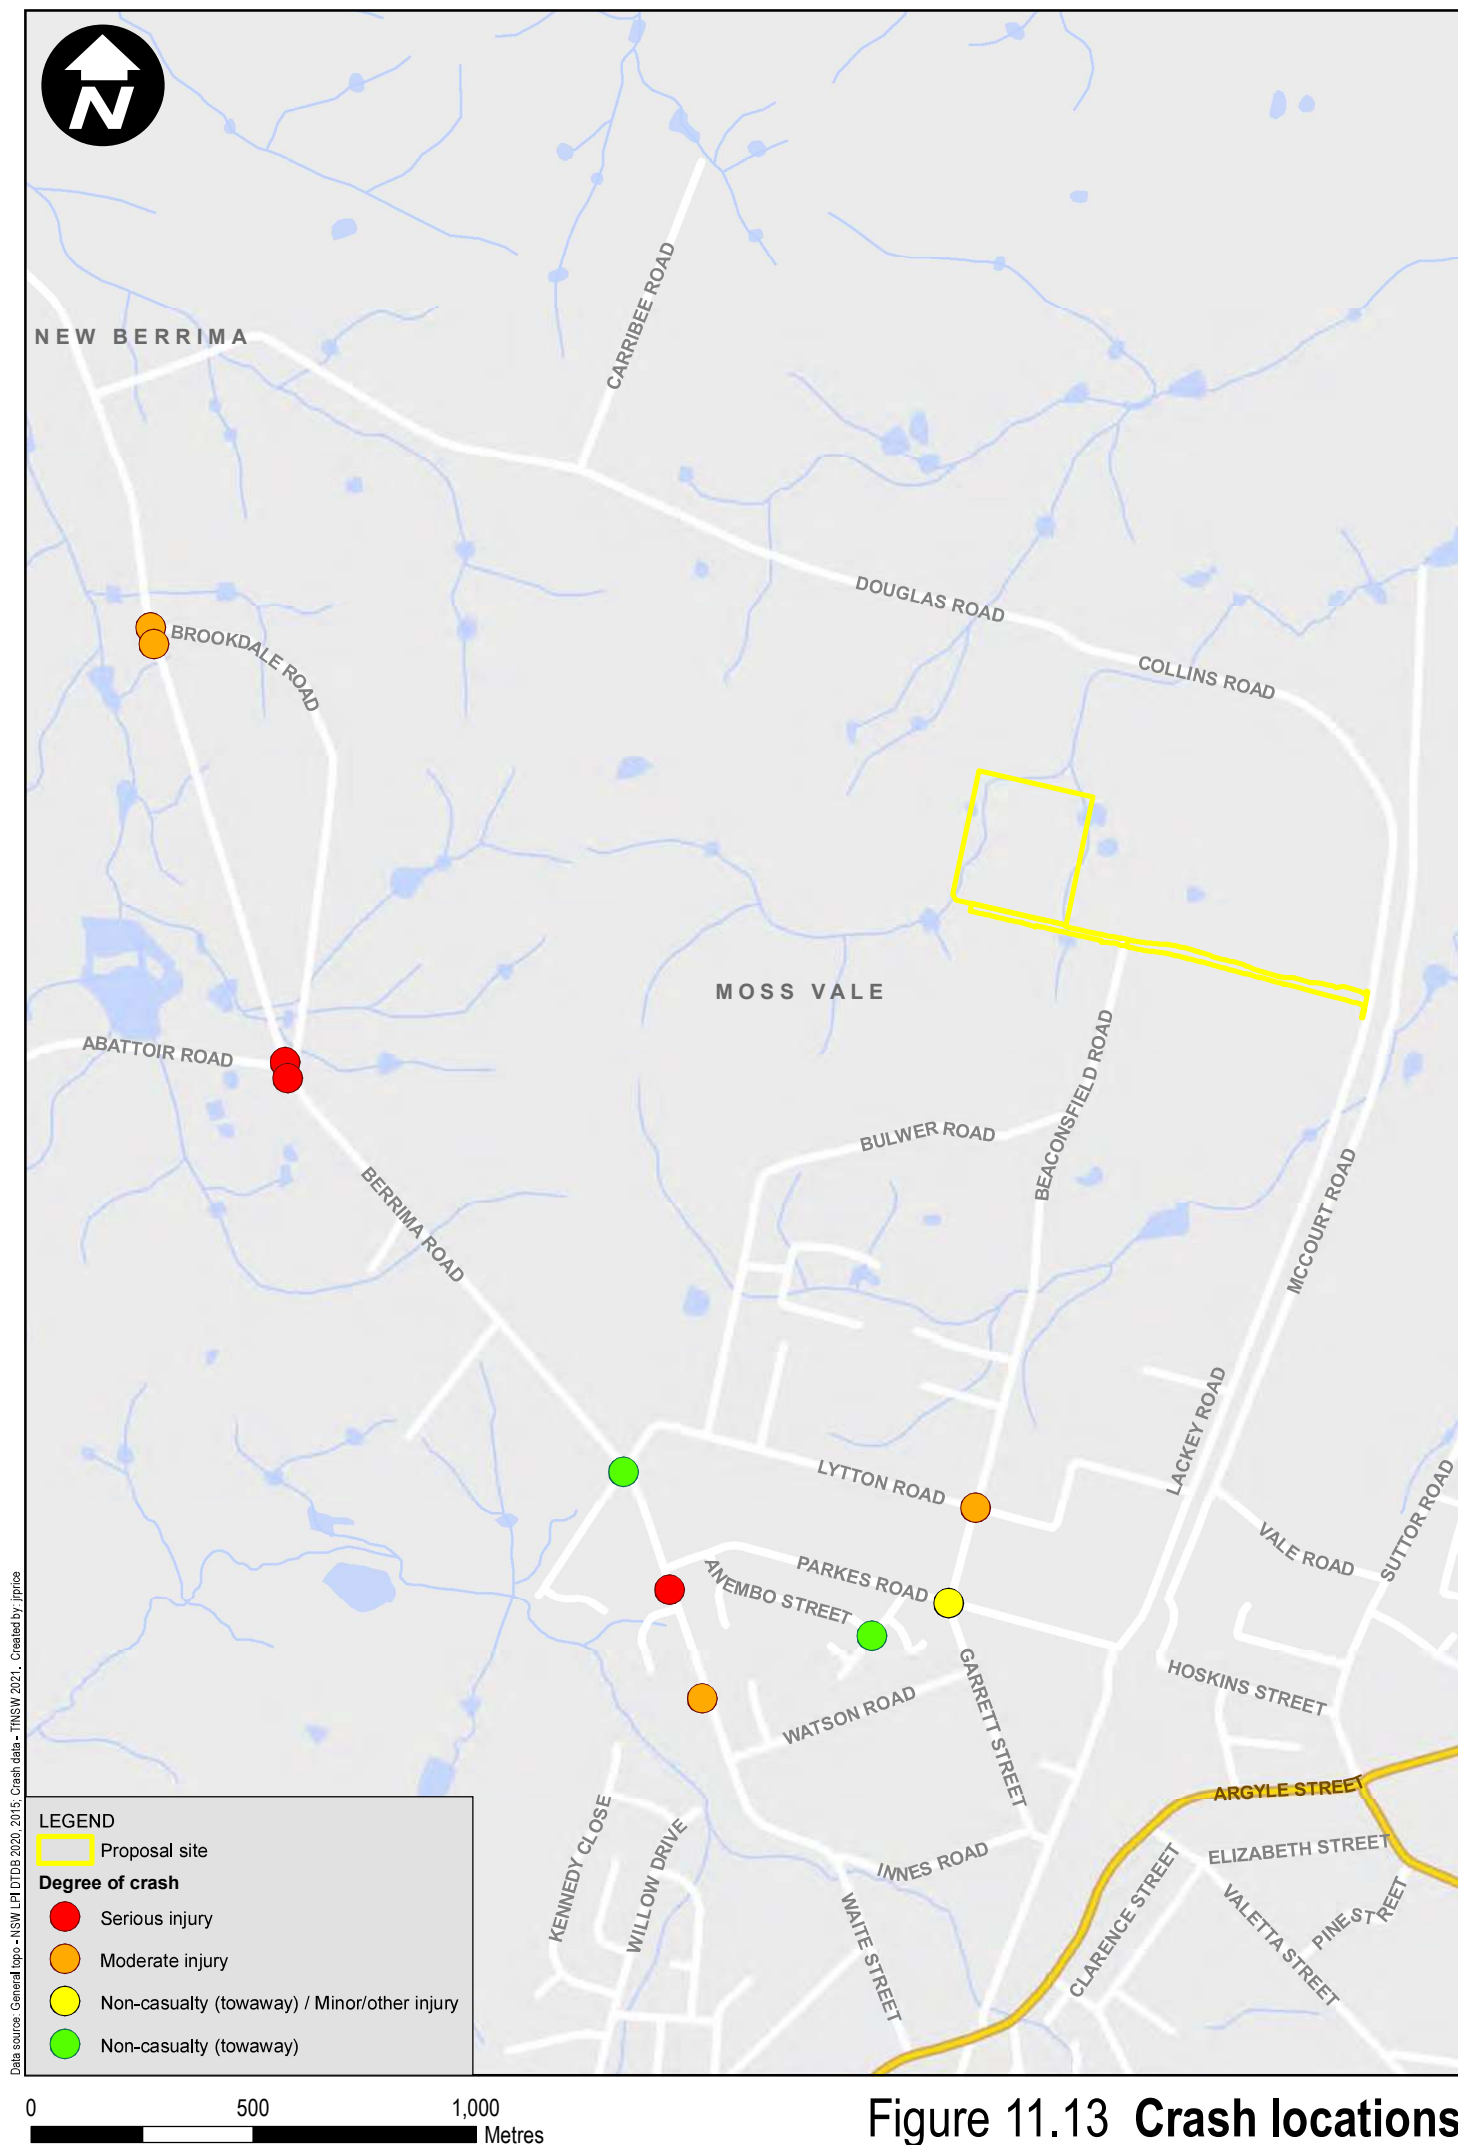 N
CARRIBEE ROAD
NEW BERRIMA
DOUGLAS ROAD
BROOKDALE ROAD
COLLINS ROAD
MOSS VALE
ABATTOIR ROAD
BEACONSFIELD ROAD
BULWER ROAD
BERRIMA ROAD
MCCOURT ROAD
LACKEY ROAD
LYTTON ROAD
SUTTOR ROAD
VALE ROAD
PARKES ROAD
ANEMBO STREET
HOSKINS STREET
GARRETT STREET
WATSON ROAD
ARGYLE STREET
ELIZABETH STREET
INNES ROAD
KENNEDY CLOSE
WILLOW DRIVE
WAITE STREET
CLARENCE STREET
VALETTA STREET
PINE STREET
LEGEND
Proposal site
Degree of crash
Serious injury
Moderate injury
Non-casualty (towaway) / Minor/other injury
Non-casualty (towaway)
Data source: General topo - NSW LPI DTDB 2020, 2015; Crash data - TfNSW 2021. Created by: jrprice
0 500 1,000
Metres
Figure 11.13 Crash locations